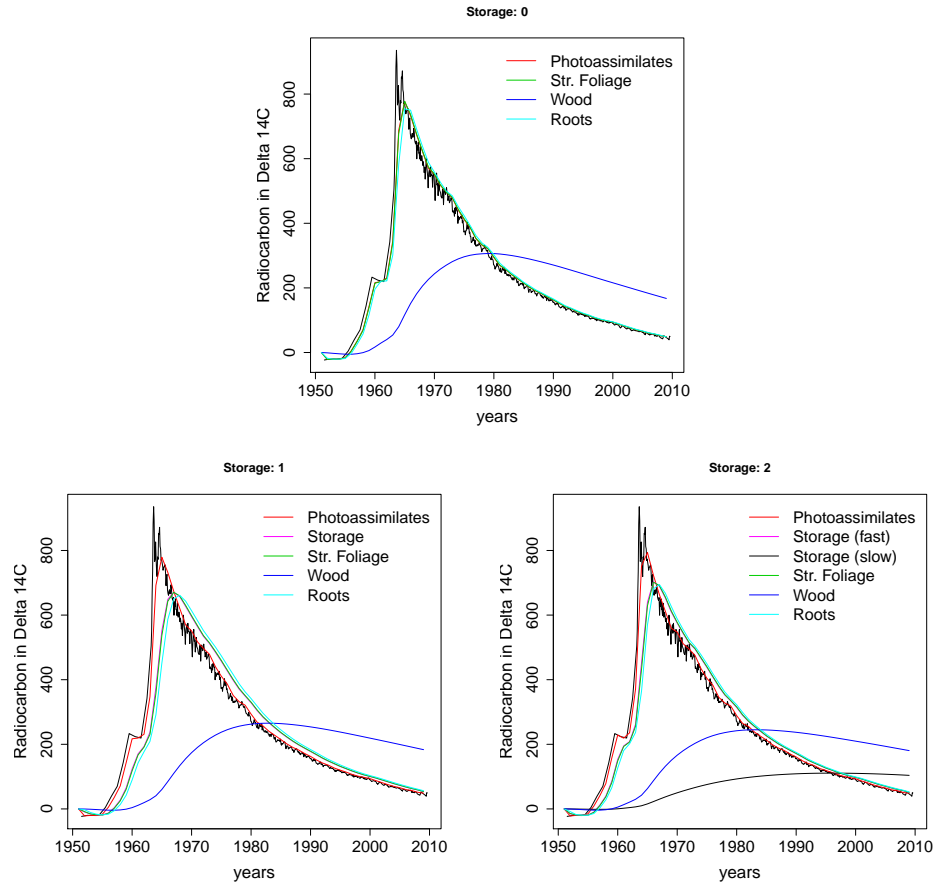 Storage: 0
Radiocarbon in Delta 14C
0 200 400 600 800
Photoassimilates
Str. Foliage
Wood
Roots
1950 1960 1970 1980 1990 2000 2010
years
Storage: 1
Radiocarbon in Delta 14C
0 200 400 600 800
Photoassimilates
Storage
Str. Foliage
Wood
Roots
1950 1960 1970 1980 1990 2000 2010
years
Storage: 2
Radiocarbon in Delta 14C
0 200 400 600 800
Photoassimilates
Storage (fast)
Storage (slow)
Str. Foliage
Wood
Roots
1950 1960 1970 1980 1990 2000 2010
years